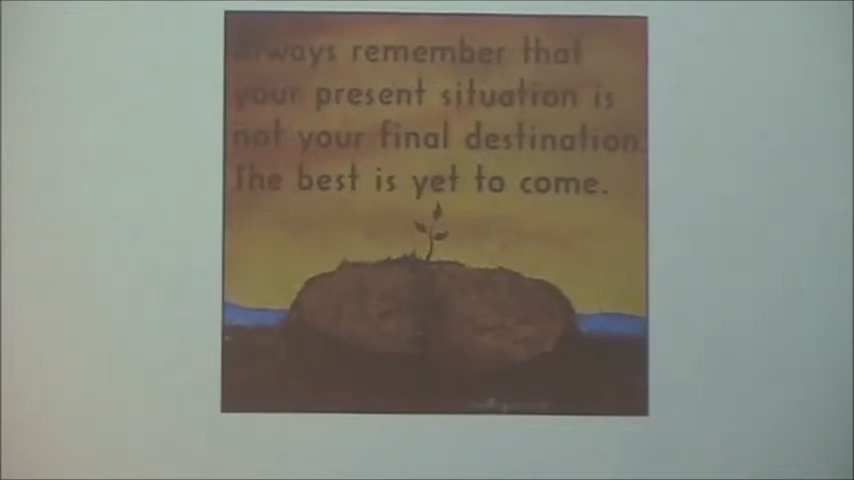 Always remember that
your present situation is
not your final destination.
The best is yet to come.